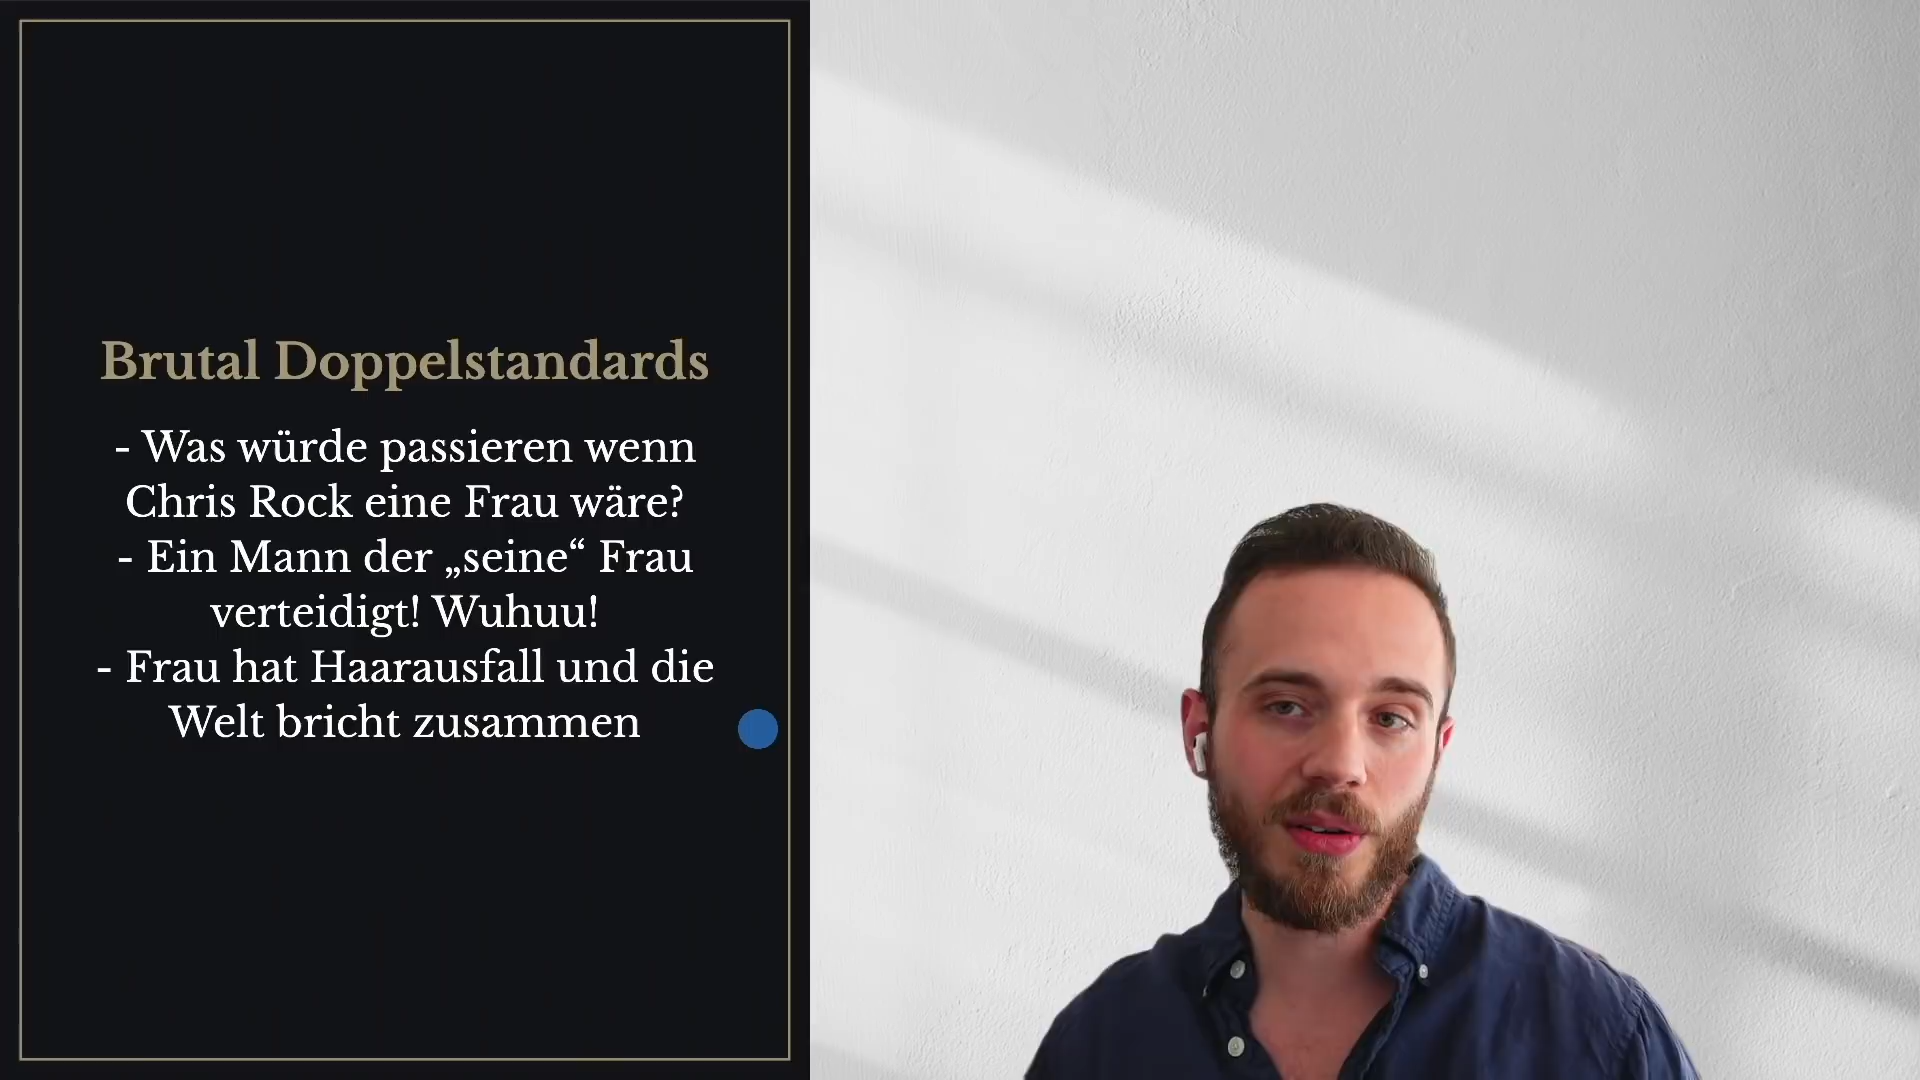 Brutal Doppelstandards
- Was würde passieren wenn
Chris Rock eine Frau wäre?
- Ein Mann der „seine“ Frau
verteidigt! Wuhuu!
- Frau hat Haarausfall und die
Welt bricht zusammen